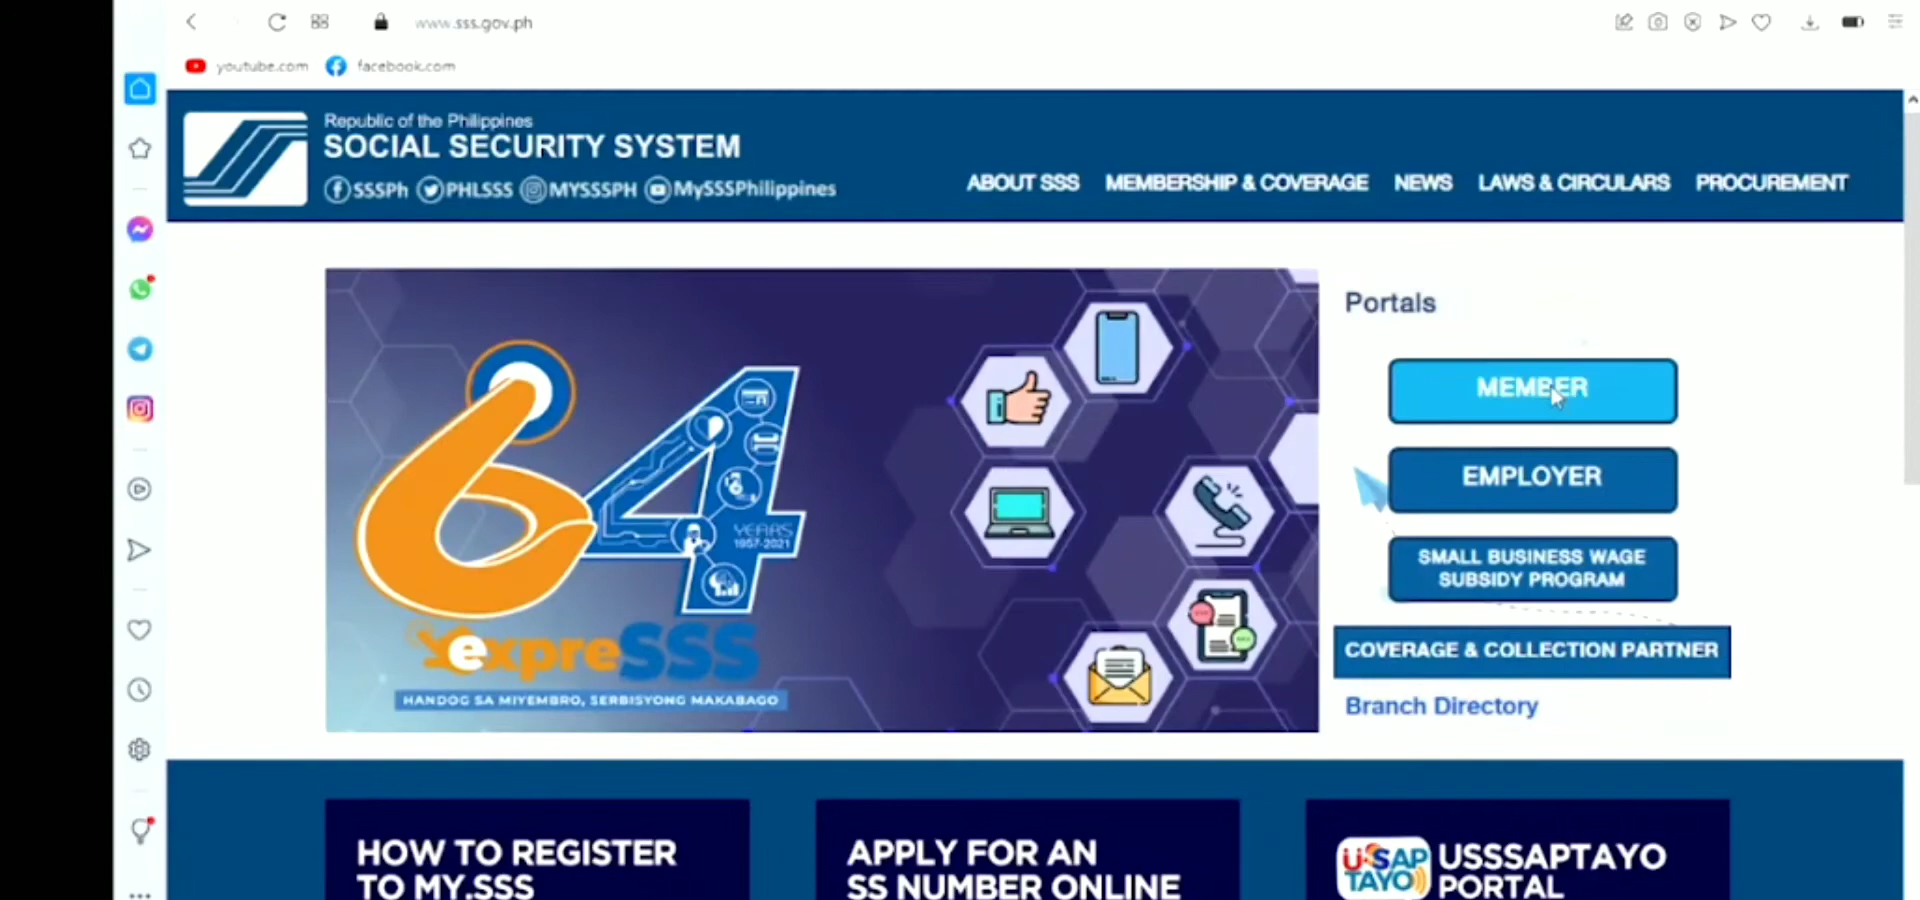 www.sss.gov.ph
youtube.com facebook.com
Republic of the Philippines
SOCIAL SECURITY SYSTEM
SSSPh PHLSSS MYSSSPH MySSSPhilippines
ABOUT SSS MEMBERSHIP & COVERAGE NEWS LAWS & CIRCULARS PROCUREMENT
64
YEARS
1957-2021
expreSSS
HANDOG SA MIYEMBRO, SERBISYONG MAKABAGO
Portals
MEMBER
EMPLOYER
SMALL BUSINESS WAGE
SUBSIDY PROGRAM
COVERAGE & COLLECTION PARTNER
Branch Directory
HOW TO REGISTER
TO MY.SSS
APPLY FOR AN
SS NUMBER ONLINE
USSAP
TAYO
USSSAPTAYO
PORTAL